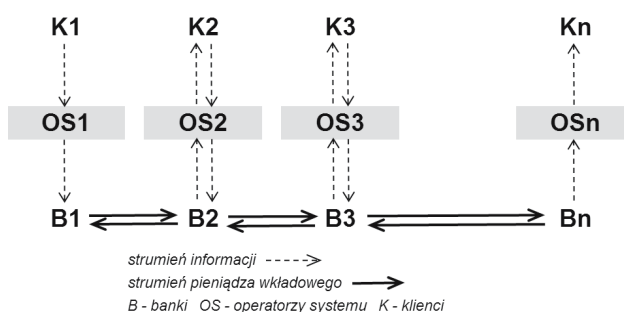 K1 K2 K3 Kn
OS1 OS2 OS3 OSn
B1 B2 B3 Bn
strumień informacji
strumień pieniądza wkładowego
B - banki OS - operatorzy systemu K - klienci